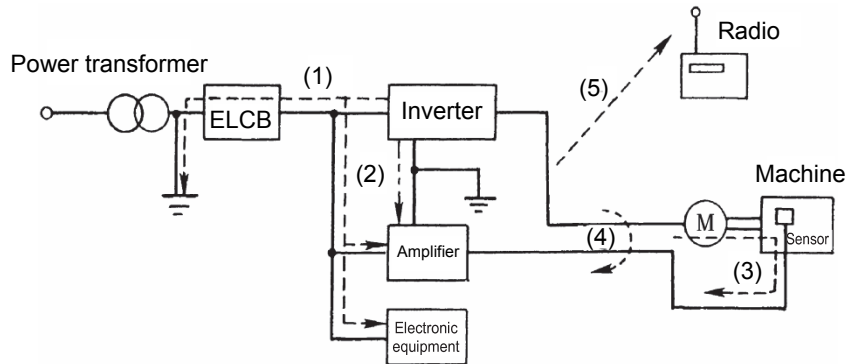 Radio
Power transformer
(1)
(5)
ELCB
Inverter
(2)
Machine
M
Sensor
Amplifier
(4)
(3)
Electronic
equipment